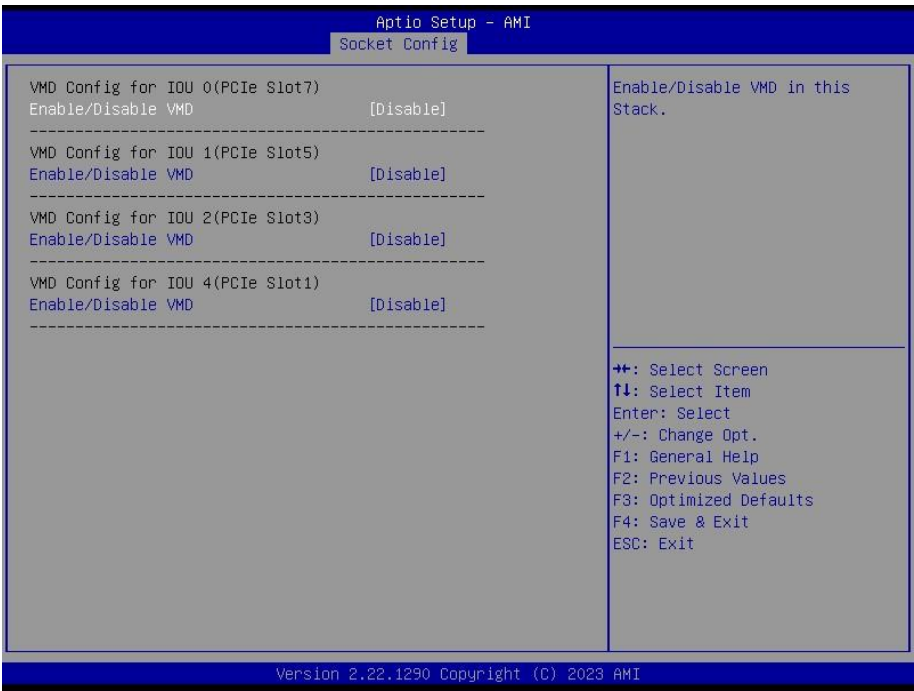 Aptio Setup – AMI
Socket Config
VMD Config for IOU 0(PCIe Slot7)
Enable/Disable VMD [Disable]
--------------------------------------------------
VMD Config for IOU 1(PCIe Slot5)
Enable/Disable VMD [Disable]
--------------------------------------------------
VMD Config for IOU 2(PCIe Slot3)
Enable/Disable VMD [Disable]
--------------------------------------------------
VMD Config for IOU 4(PCIe Slot1)
Enable/Disable VMD [Disable]
--------------------------------------------------
Enable/Disable VMD in this
Stack.
→←: Select Screen
↑↓: Select Item
Enter: Select
+/-: Change Opt.
F1: General Help
F2: Previous Values
F3: Optimized Defaults
F4: Save & Exit
ESC: Exit
Version 2.22.1290 Copyright (C) 2023 AMI